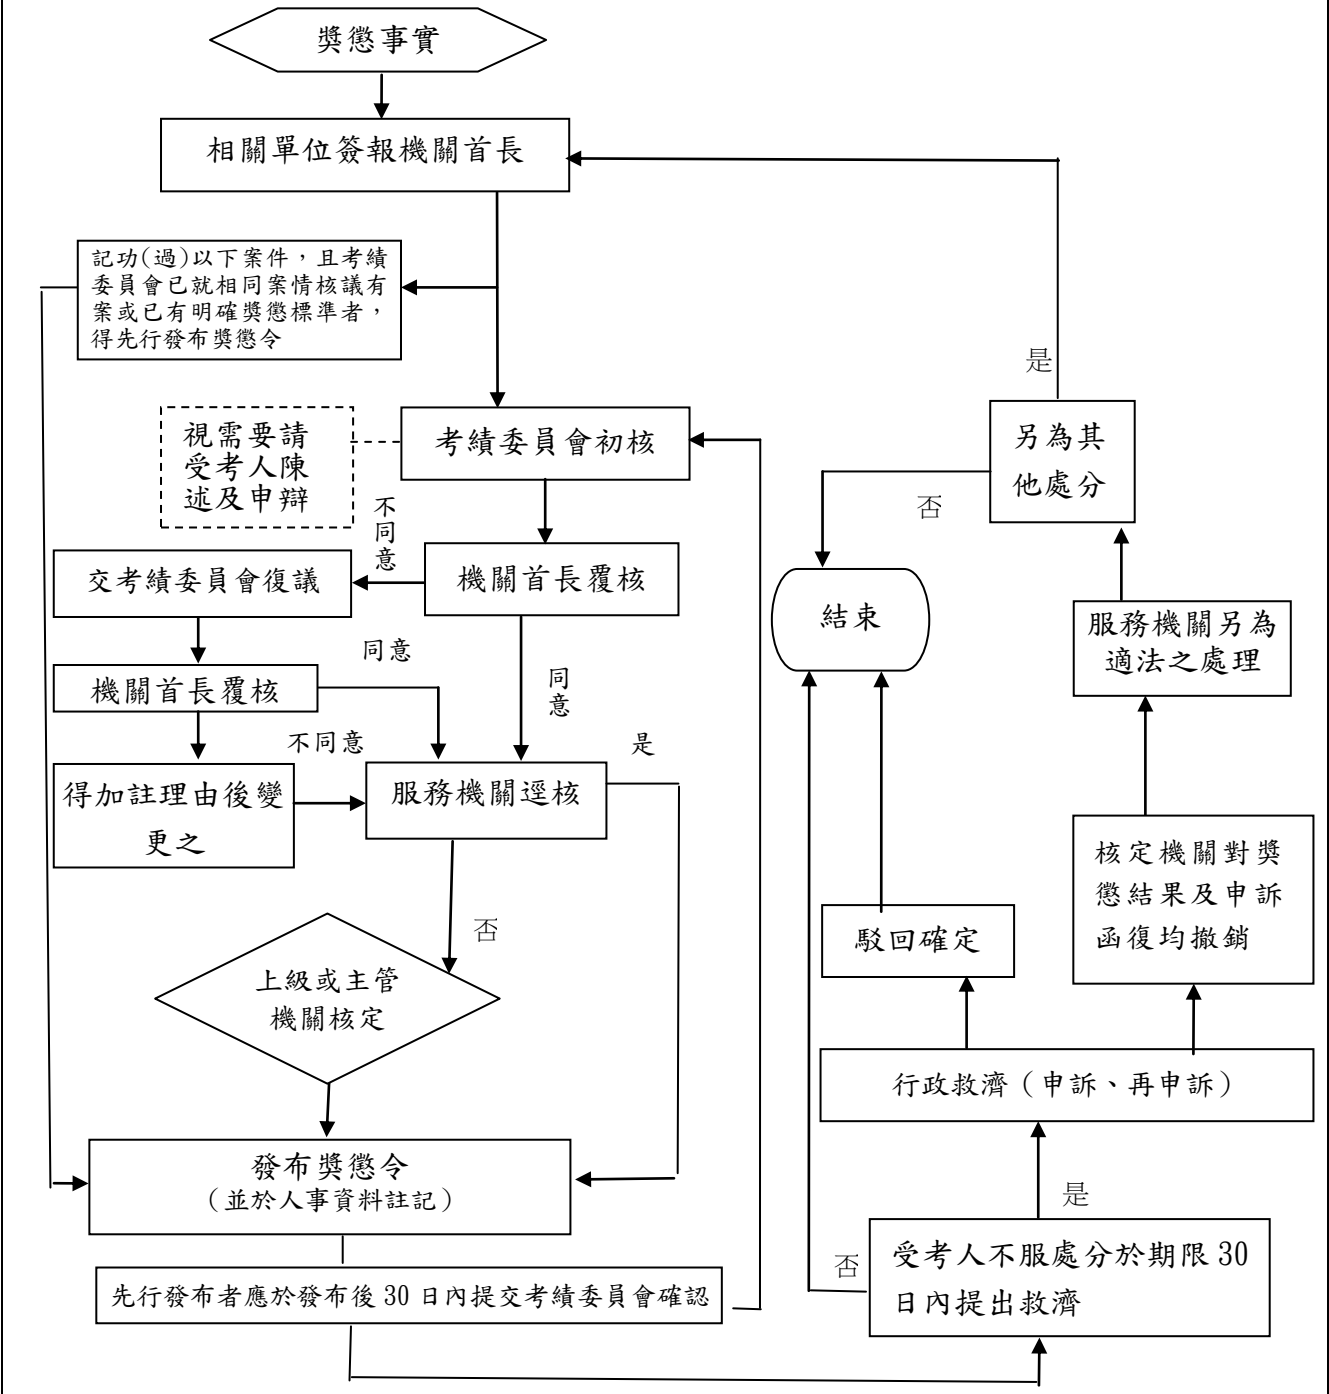 獎懲事實
相關單位簽報機關首長
記功(過)以下案件，且考績
委員會已就相同案情核議有
案或已有明確獎懲標準者，
得先行發布獎懲令
是
視需要請
受考人陳
述及申辯
考績委員會初核
另為其
他處分
否
不同意
交考績委員會復議
機關首長覆核
結束
服務機關另為
適法之處理
同意
機關首長覆核
同意
不同意
是
得加註理由後變
更之
服務機關逕核
核定機關對獎
懲結果及申訴
函復均撤銷
否
駁回確定
上級或主管
機關核定
行政救濟（申訴、再申訴）
發布獎懲令
（並於人事資料註記）
是
否
受考人不服處分於期限 30
日內提出救濟
先行發布者應於發布後 30 日內提交考績委員會確認